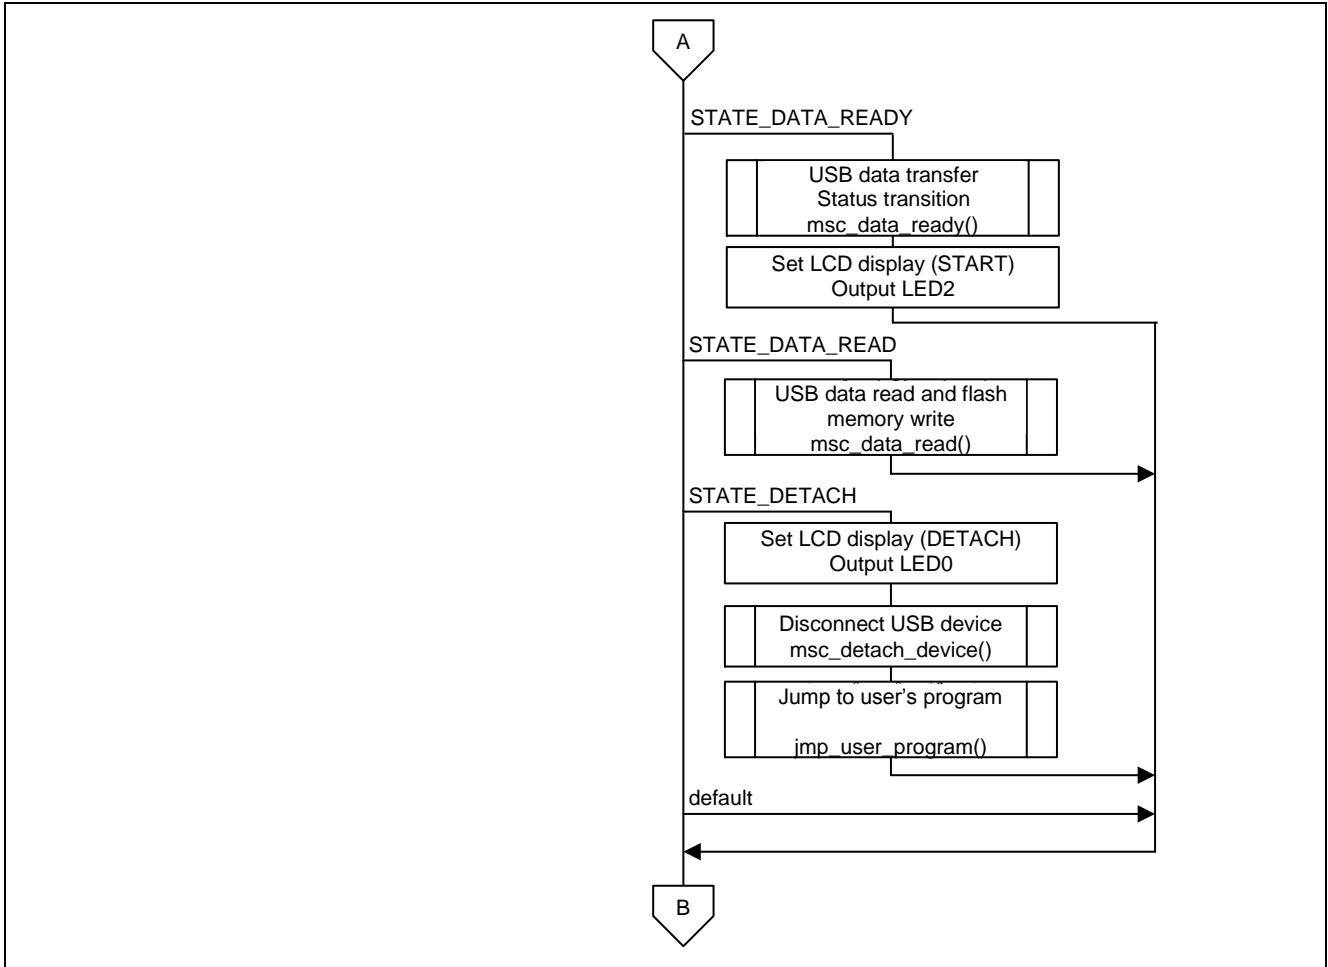 A
STATE_DATA_READY
USB data transfer
Status transition
msc_data_ready()
Set LCD display (START)
Output LED2
STATE_DATA_READ
USB data read and flash
memory write
msc_data_read()
STATE_DETACH
Set LCD display (DETACH)
Output LED0
Disconnect USB device
msc_detach_device()
Jump to user's program
jmp_user_program()
default
B